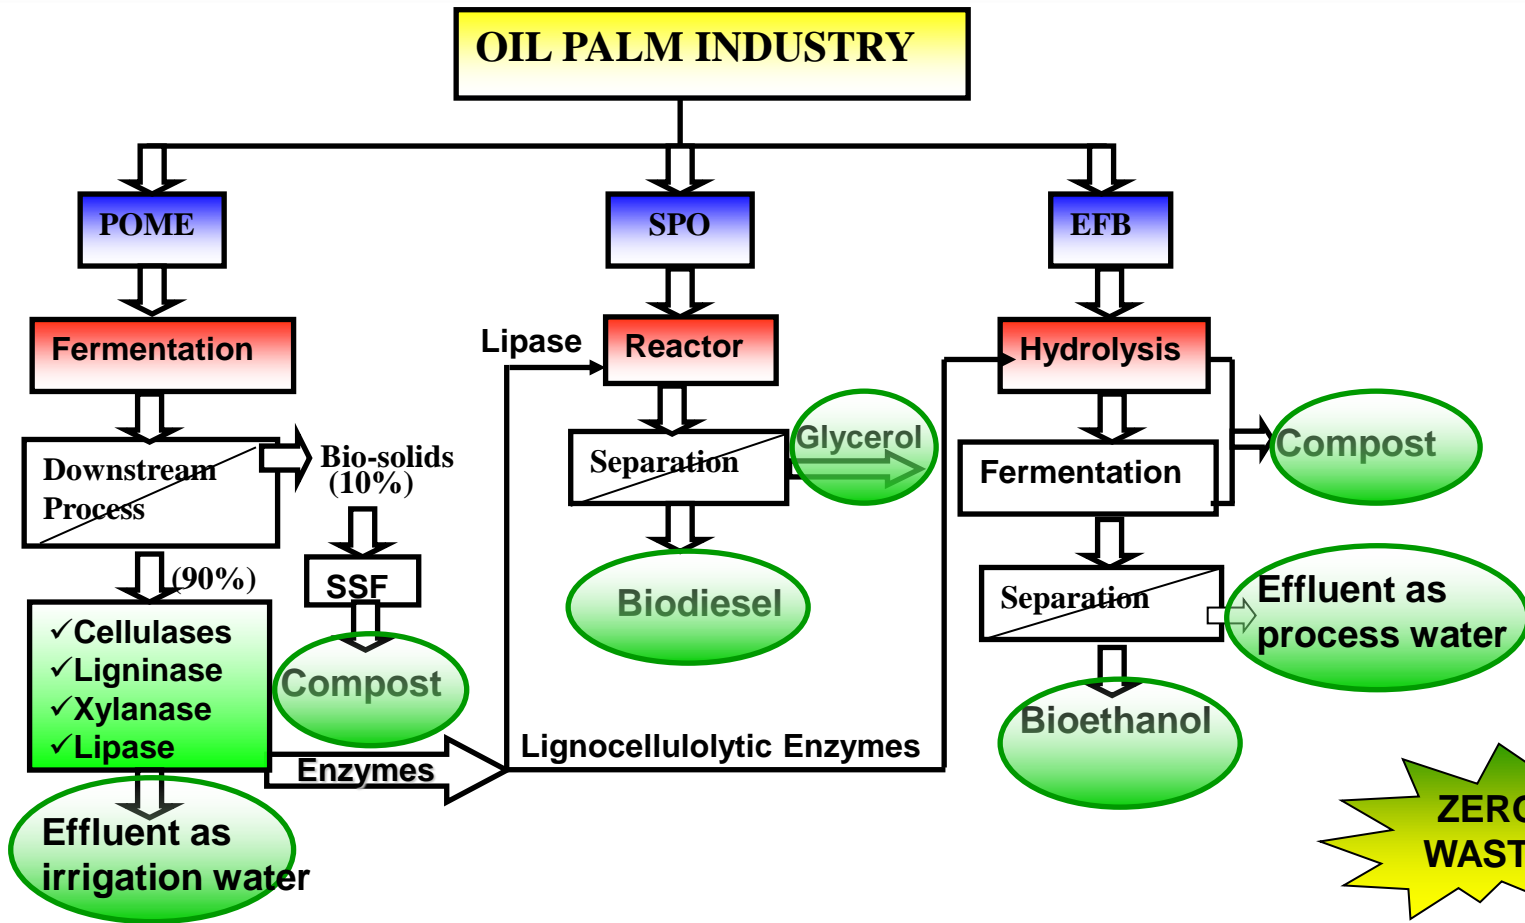 OIL PALM INDUSTRY
POME
SPO
EFB
Fermentation
Lipase
Reactor
Hydrolysis
Downstream
Process
Bio-solids
(10%)
Separation
Glycerol
Fermentation
Compost
(90%)
SSF
Biodiesel
Separation
Effluent as
process water
✓Cellulases
✓Ligninase
✓Xylanase
✓Lipase
Compost
Bioethanol
Enzymes
Lignocellulolytic Enzymes
Effluent as
irrigation water
ZERO
WAST